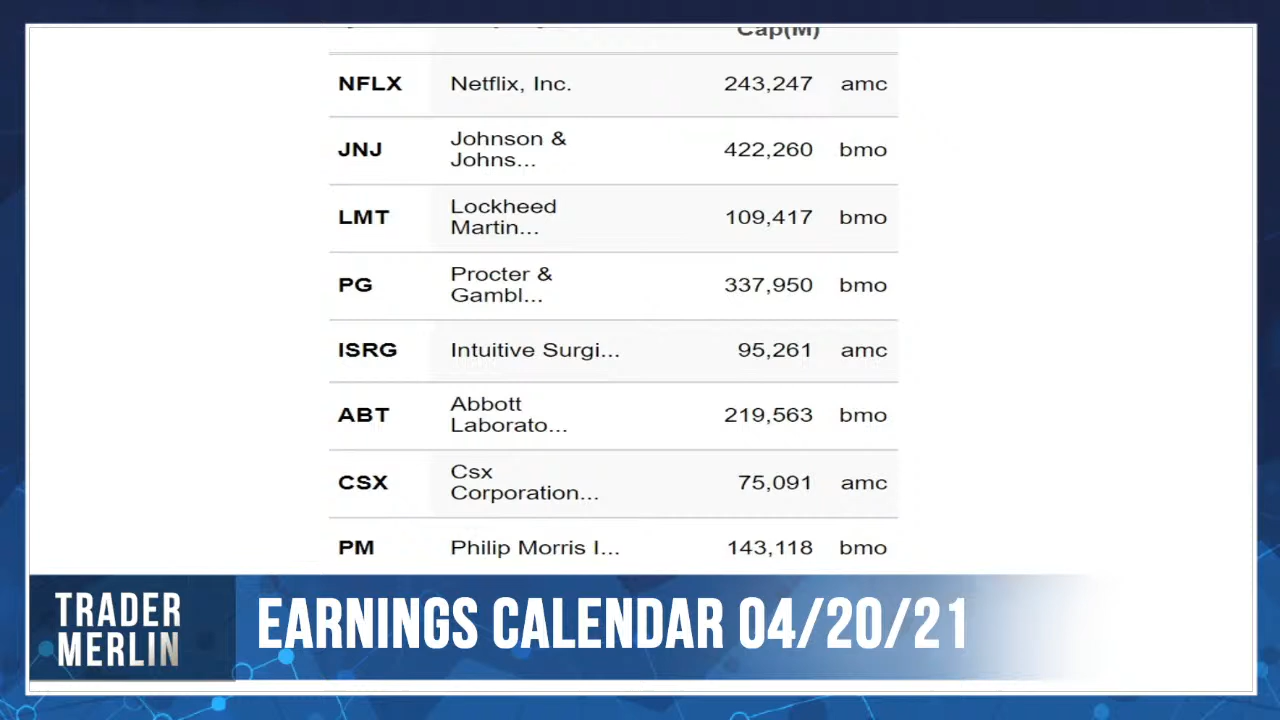 Cap(M)
NFLX Netflix, Inc. 243,247 amc
JNJ Johnson & Johns... 422,260 bmo
LMT Lockheed Martin... 109,417 bmo
PG Procter & Gambl... 337,950 bmo
ISRG Intuitive Surgi... 95,261 amc
ABT Abbott Laborato... 219,563 bmo
CSX Csx Corporation... 75,091 amc
PM Philip Morris I... 143,118 bmo
TRADER
MERLIN
EARNINGS CALENDAR 04/20/21